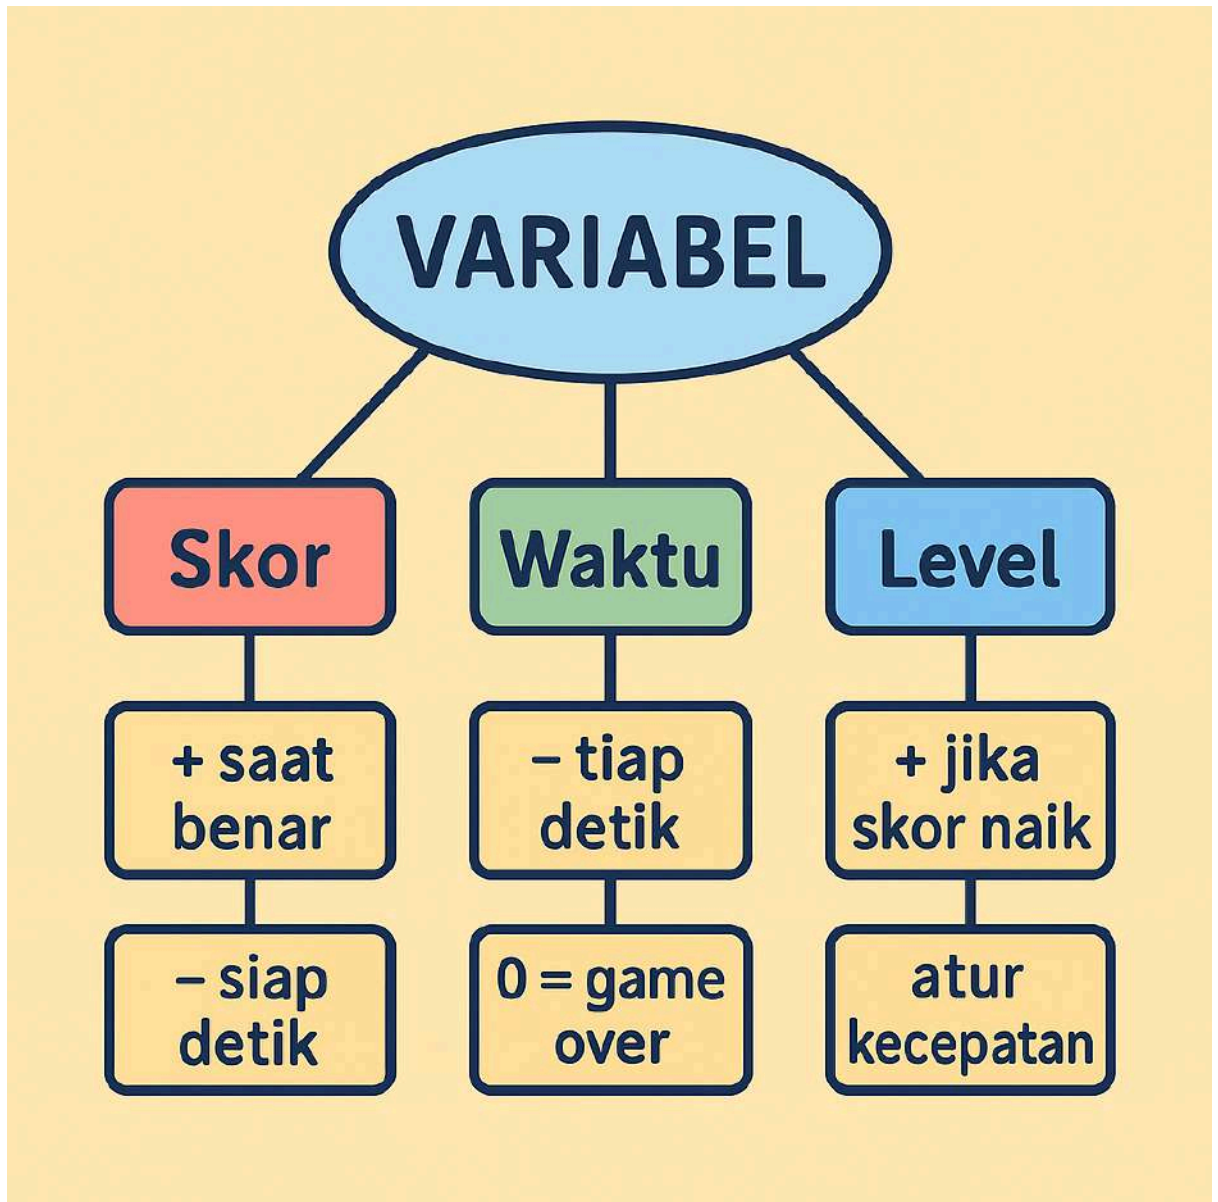 VARIABEL
Skor
Waktu
Level
+ saat
benar
– tiap
detik
+ jika
skor naik
– siap
detik
0 = game
over
atur
kecepatan